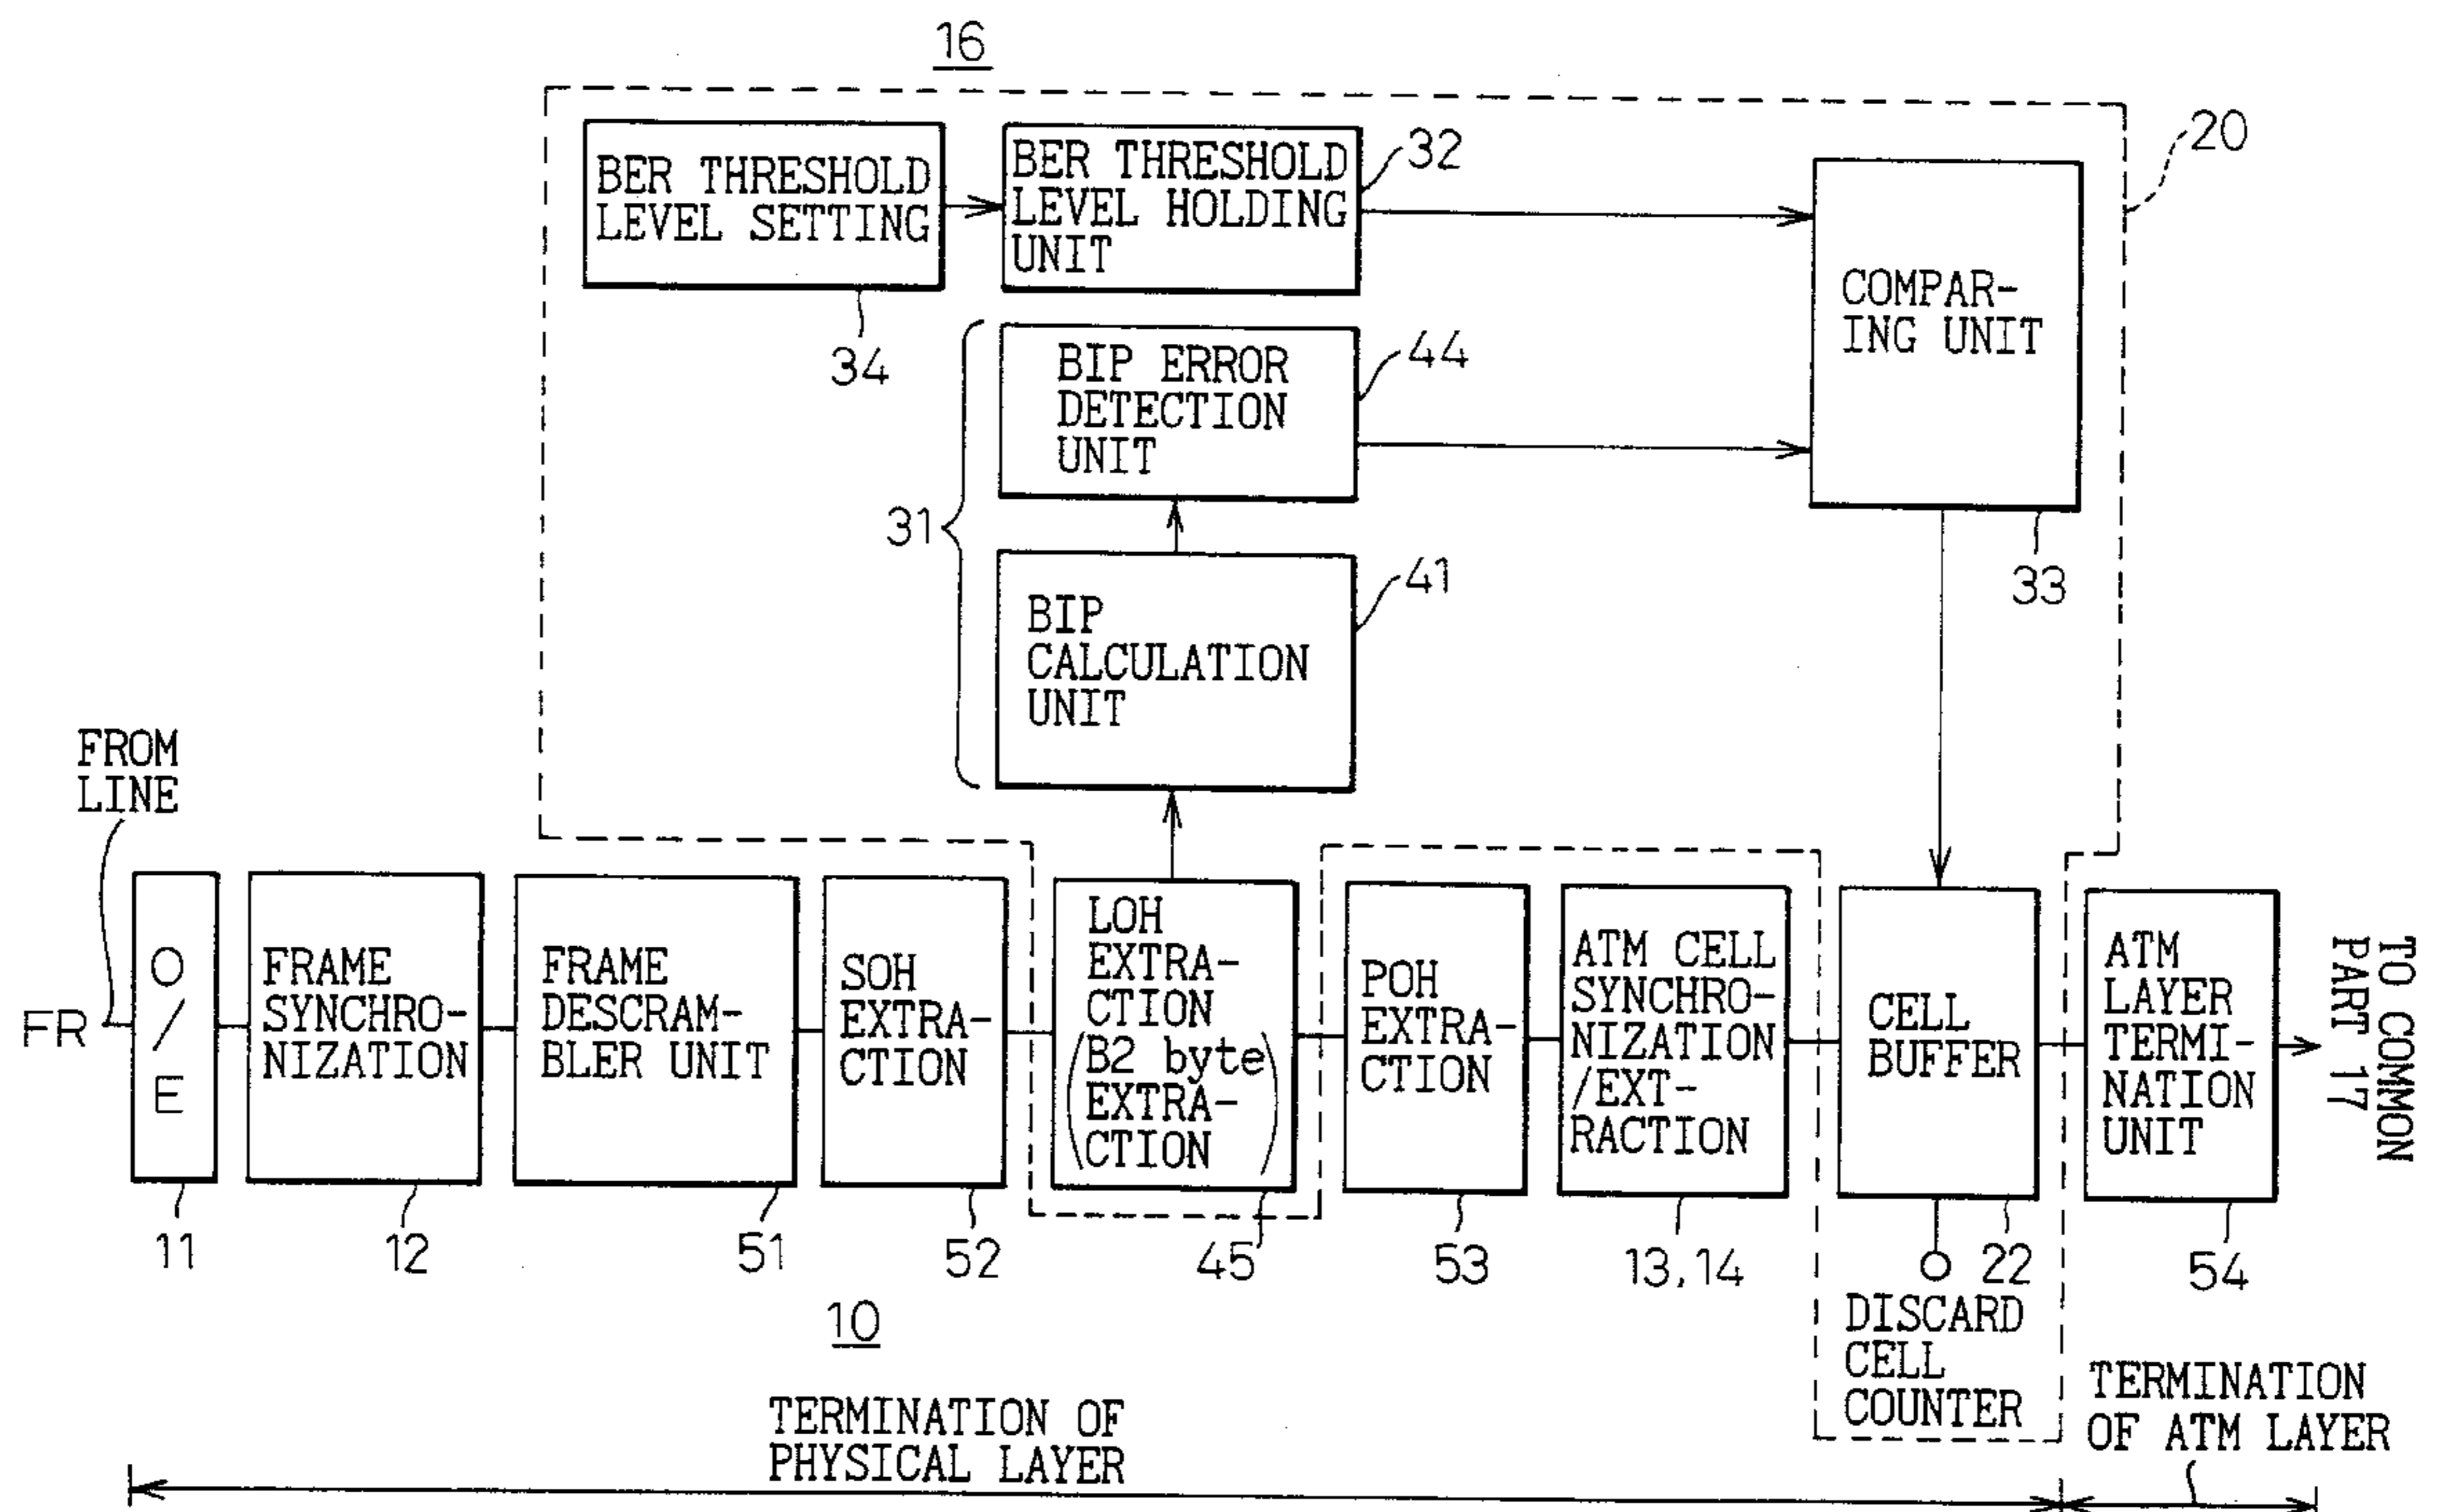 16
BER THRESHOLD
LEVEL SETTING
34
BER THRESHOLD
LEVEL HOLDING
UNIT
32
COMPAR-
ING UNIT
33
20
31
BIP ERROR
DETECTION
UNIT
44
BIP
CALCULATION
UNIT
41
FROM
LINE
FR
O
/
E
11
FRAME
SYNCHRO-
NIZATION
12
FRAME
DESCRAM-
BLER UNIT
51
SOH
EXTRA-
CTION
52
LOH
EXTRA-
CTION
(B2 byte
EXTRA-
CTION)
45
POH
EXTRA-
CTION
53
ATM CELL
SYNCHRO-
NIZATION
/EXT-
RACTION
13,14
CELL
BUFFER
22
DISCARD
CELL
COUNTER
ATM
LAYER
TERMI-
NATION
UNIT
54
TO COMMON
PART 17
10
TERMINATION OF
PHYSICAL LAYER
TERMINATION
OF ATM LAYER